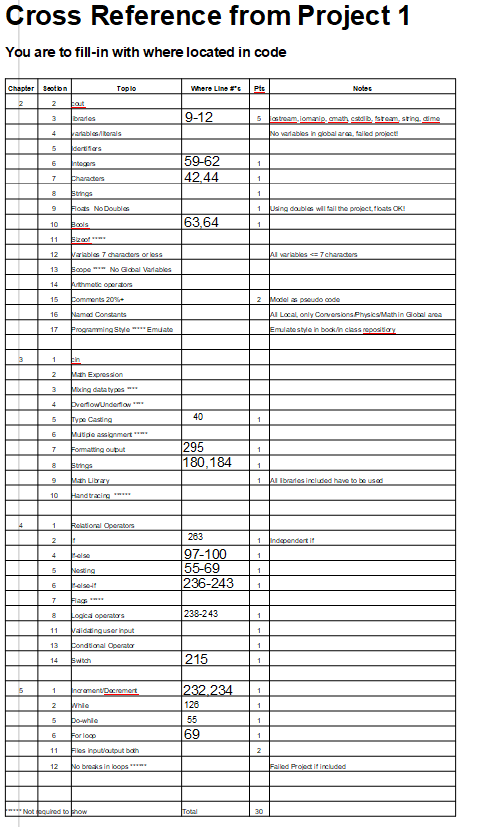 Cross Reference from Project 1
You are to fill-in with where located in code
Chapter Section Topic Where Line #"s Pts Notes
2 2 cout
3 libraries 9-12 5 iostream, iomanip, cmath, cstdlib, fstream, string, ctime
4 variables/literals No variables in global area, failed project!
5 Identifiers
6 Integers 59-62 1
7 Characters 42,44 1
8 Strings 1
9 Floats No Doubles 1 Using doubles will fail the project, floats OK!
10 Bools 63,64 1
11 Sizeof *****
12 Variables 7 characters or less All variables <= 7 characters
13 Scope ***** No Global Variables
14 Arithmetic operators
15 Comments 20%+ 2 Model as pseudo code
16 Named Constants All Local, only Conversions/Physics/Math in Global area
17 Programming Style ***** Emulate Emulate style in book/in class repositiory
3 1 cin
2 Math Expression
3 Mixing data types ****
4 Overflow/Underflow ****
5 Type Casting 40 1
6 Multiple assignment *****
7 Formatting output 295 1
8 Strings 180,184 1
9 Math Library 1 All libraries included have to be used
10 Hand tracing ******
4 1 Relational Operators
2 if 263 1 Independent if
4 If-else 97-100 1
5 Nesting 55-69 1
6 If-else-if 236-243 1
7 Flags *****
8 Logical operators 238-243 1
11 Validating user input 1
13 Conditional Operator 1
14 Switch 215 1
5 1 Increment/Decrement 232,234 1
2 While 126 1
5 Do-while 55 1
6 For loop 69 1
11 Files input/output both 2
12 No breaks in loops ****** Failed Project if included
****** Not required to show Total 30